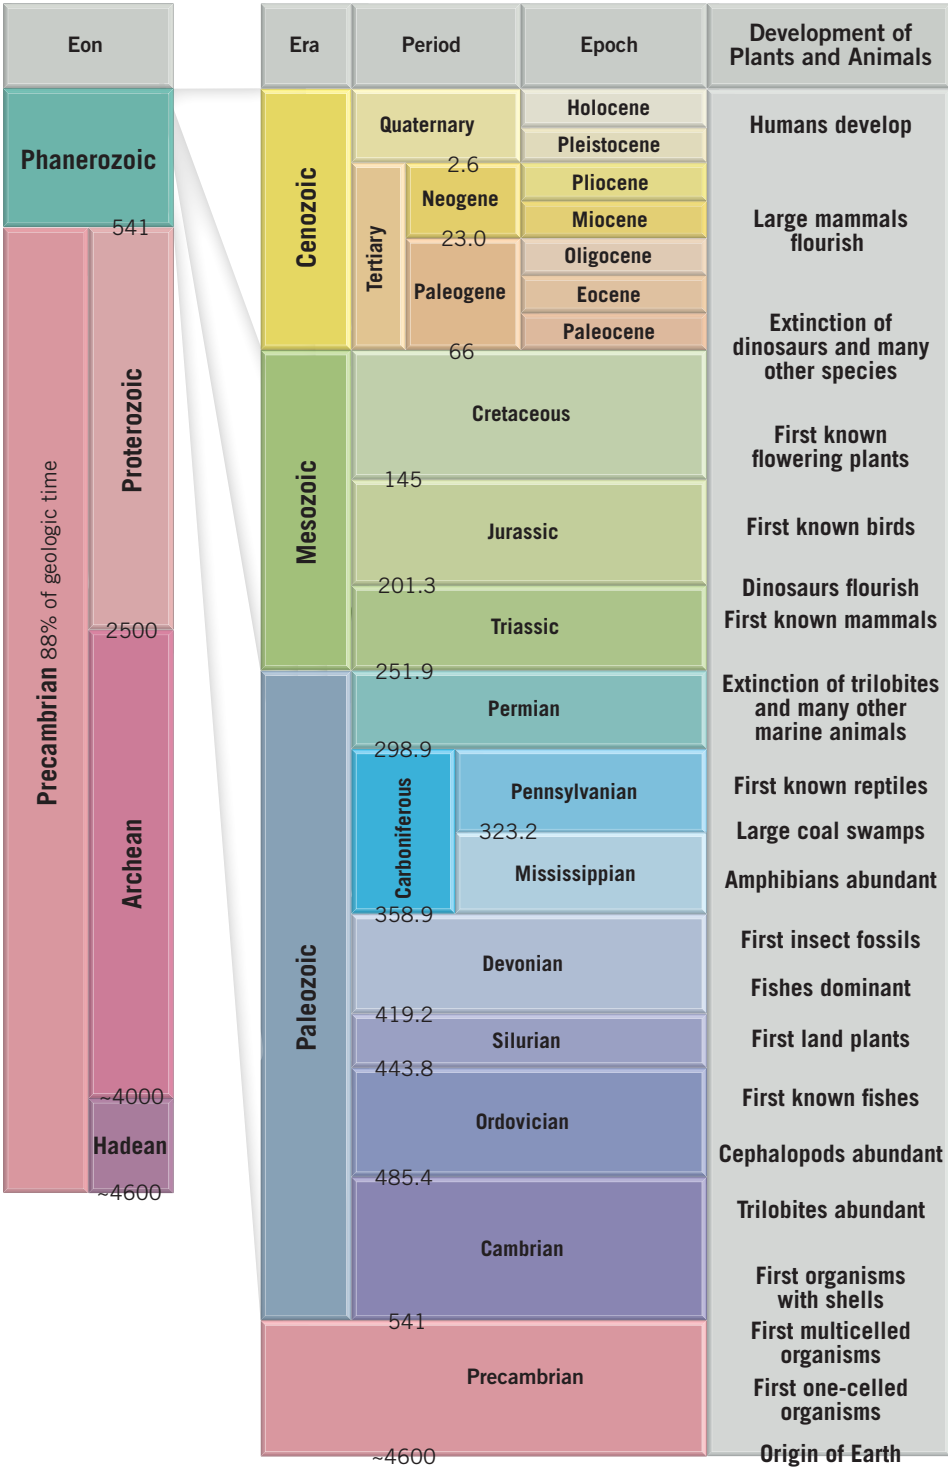 Eon
Phanerozoic
541
Precambrian 88% of geologic time
Proterozoic
2500
Archean
~4000
Hadean
~4600
Era
Period
Epoch
Development of
Plants and Animals
Cenozoic
Quaternary
Holocene
Pleistocene
2.6
Tertiary
Neogene
Pliocene
Miocene
23.0
Paleogene
Oligocene
Eocene
Paleocene
66
Mesozoic
Cretaceous
145
Jurassic
201.3
Triassic
251.9
Paleozoic
Permian
298.9
Carboniferous
Pennsylvanian
323.2
Mississippian
358.9
Devonian
419.2
Silurian
443.8
Ordovician
485.4
Cambrian
541
Precambrian
~4600
Humans develop
Large mammals
flourish
Extinction of
dinosaurs and many
other species
First known
flowering plants
First known birds
Dinosaurs flourish
First known mammals
Extinction of trilobites
and many other
marine animals
First known reptiles
Large coal swamps
Amphibians abundant
First insect fossils
Fishes dominant
First land plants
First known fishes
Cephalopods abundant
Trilobites abundant
First organisms
with shells
First multicelled
organisms
First one-celled
organisms
Origin of Earth